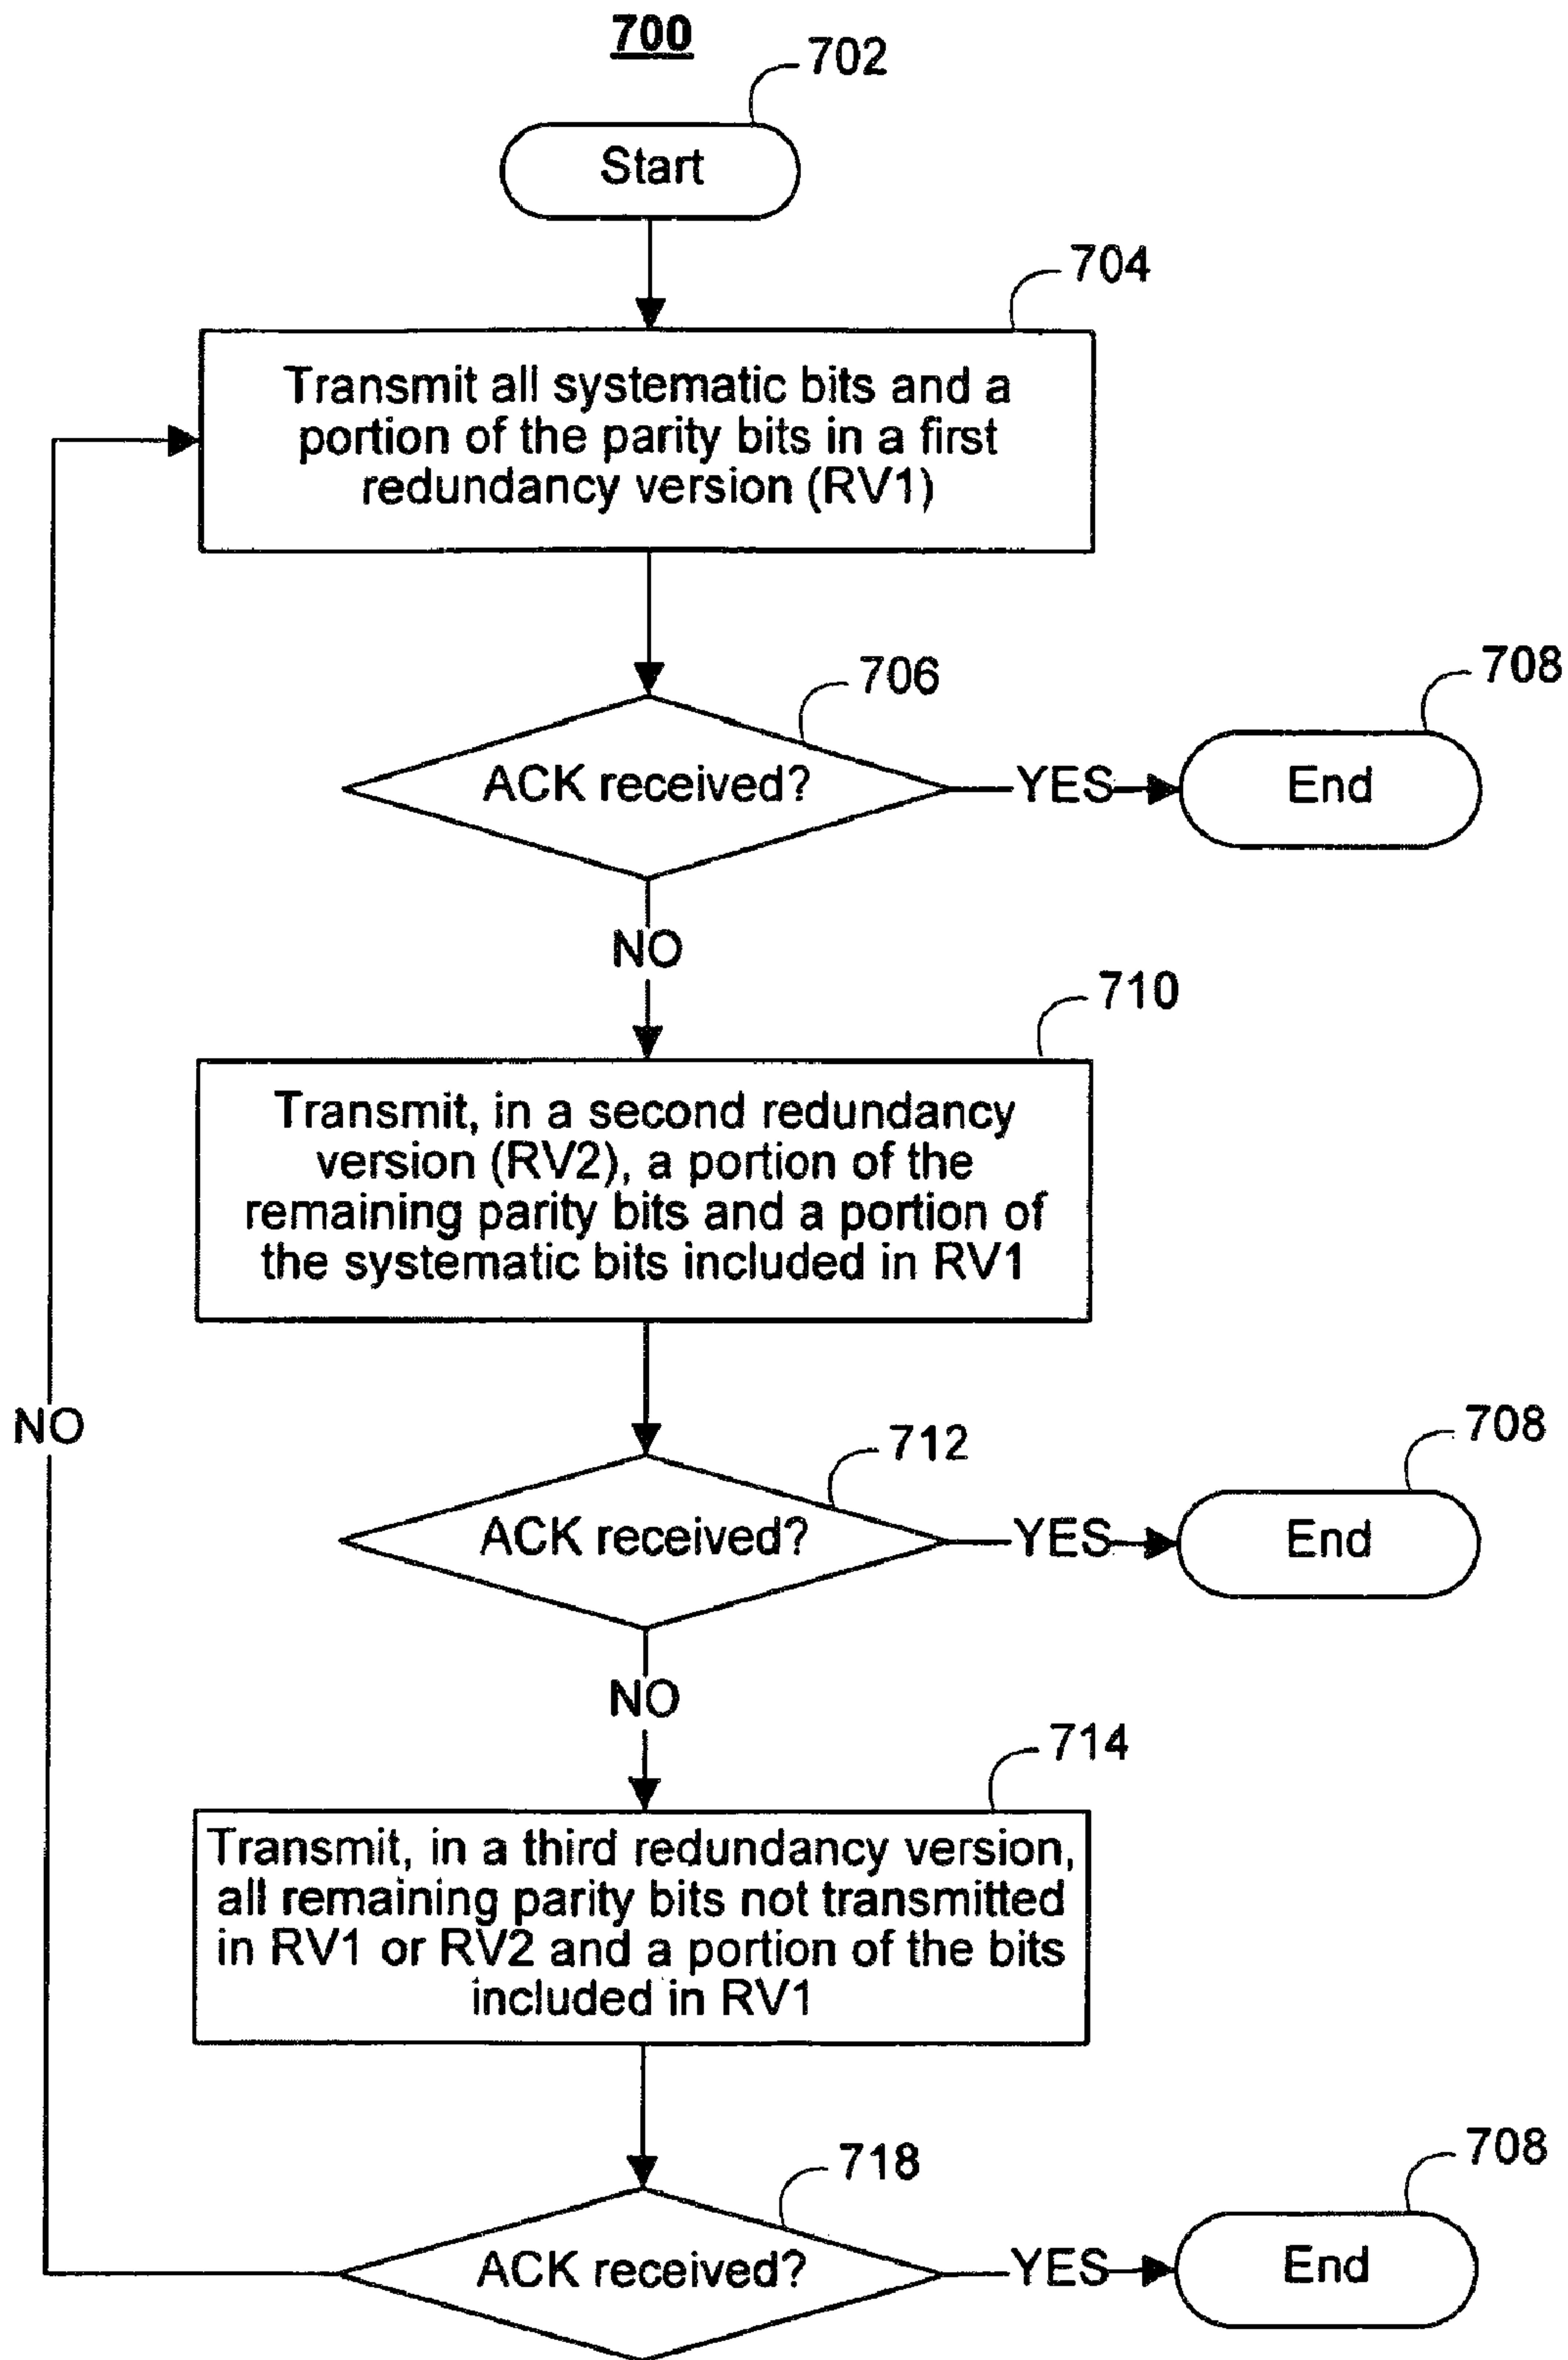 700
702
Start
704
Transmit all systematic bits and a
portion of the parity bits in a first
redundancy version (RV1)
706
708
ACK received?
YES
End
NO
710
Transmit, in a second redundancy
version (RV2), a portion of the
remaining parity bits and a portion of
the systematic bits included in RV1
NO
712
708
ACK received?
YES
End
NO
714
Transmit, in a third redundancy version,
all remaining parity bits not transmitted
in RV1 or RV2 and a portion of the bits
included in RV1
718
708
ACK received?
YES
End